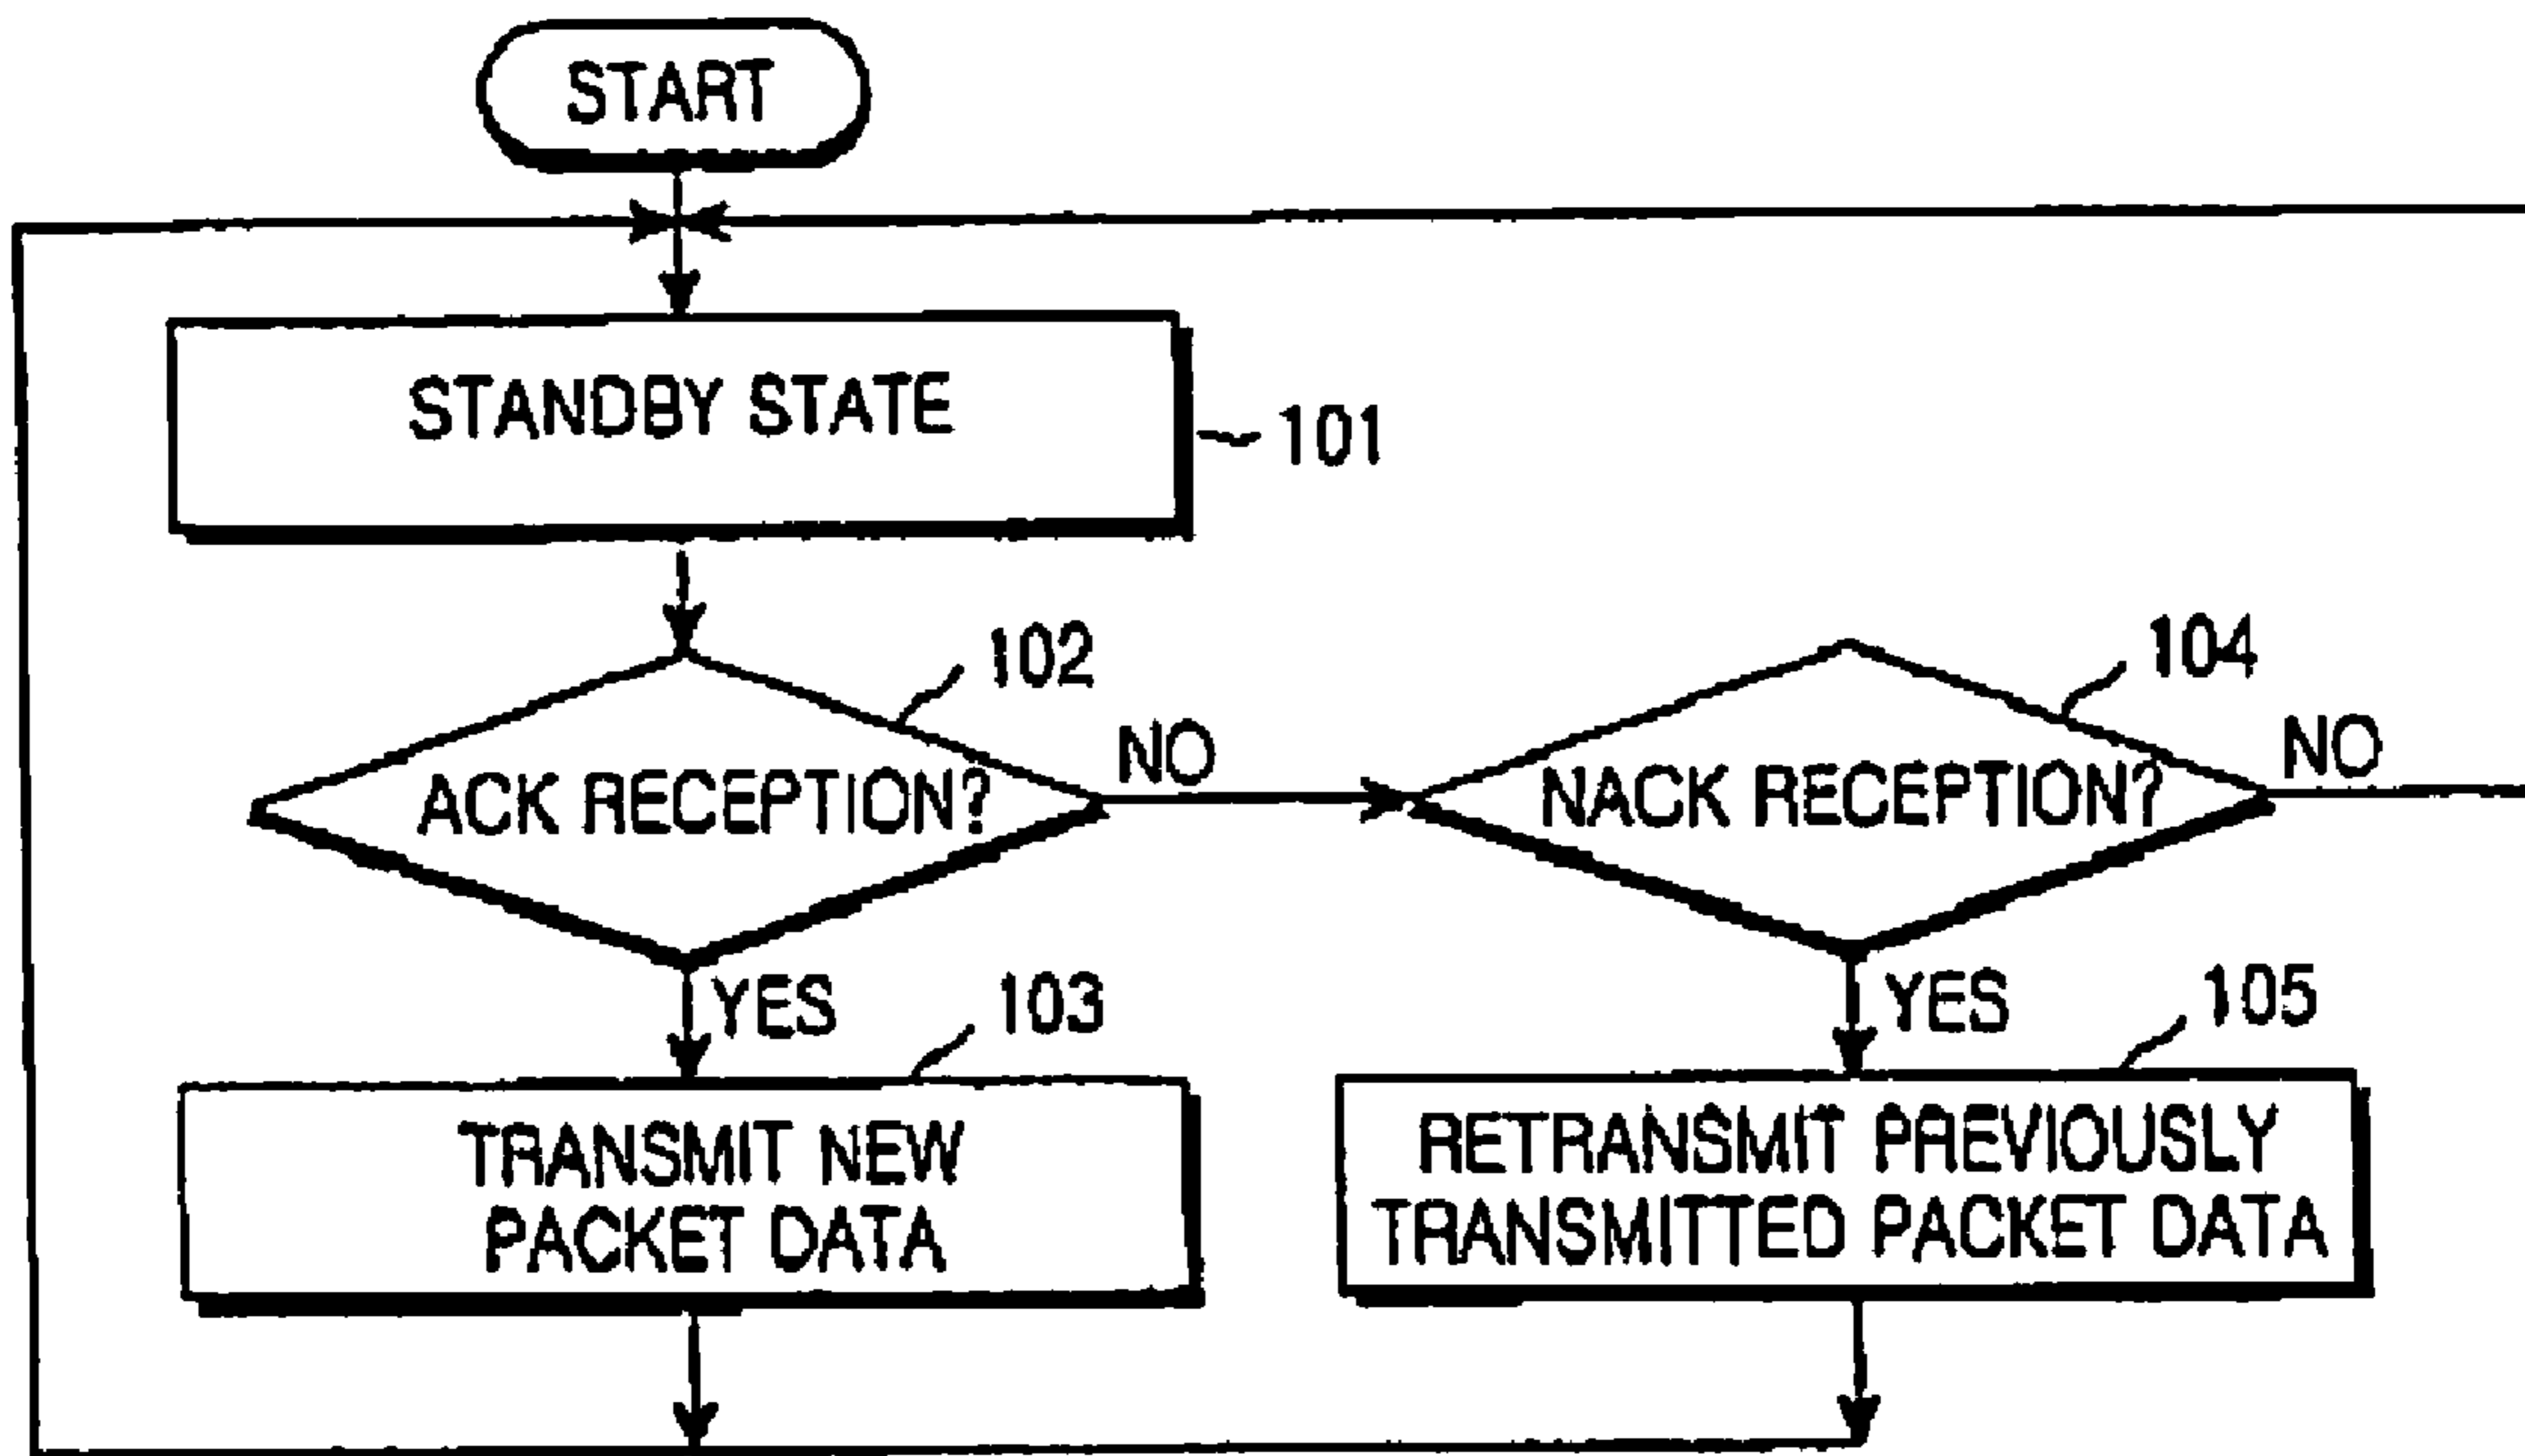 START
STANDBY STATE
101
102
104
NO
NO
ACK RECEPTION?
NACK RECEPTION?
YES
103
YES
105
TRANSMIT NEW
PACKET DATA
RETRANSMIT PREVIOUSLY
TRANSMITTED PACKET DATA